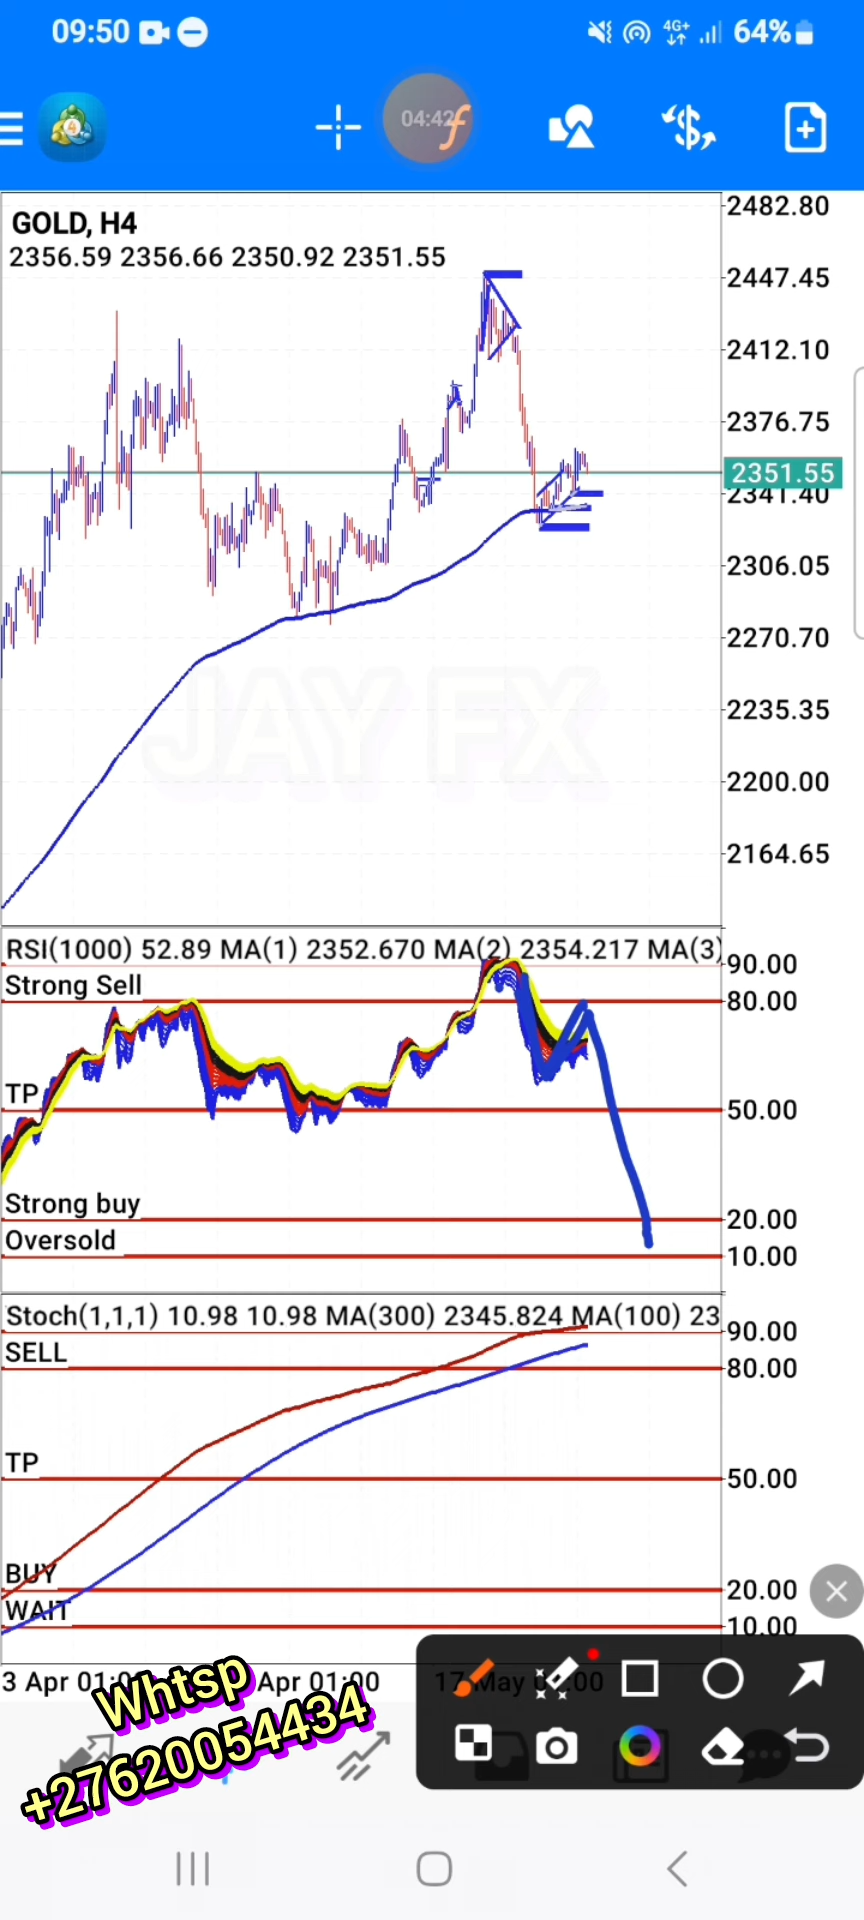 09:50
4G+
64%
04:42
GOLD, H4
2356.59 2356.66 2350.92 2351.55
2482.80
2447.45
2412.10
2376.75
2351.55
2341.40
2306.05
2270.70
2235.35
2200.00
2164.65
JAY FX
RSI(1000) 52.89 MA(1) 2352.670 MA(2) 2354.217 MA(3)
90.00
Strong Sell
80.00
TP
50.00
Strong buy
20.00
Oversold
10.00
Stoch(1,1,1) 10.98 10.98 MA(300) 2345.824 MA(100) 23
90.00
SELL
80.00
TP
50.00
BUY
20.00
WAIT
10.00
3 Apr 01:0
Apr 01:00
17 May
Whtsp
+27620054434